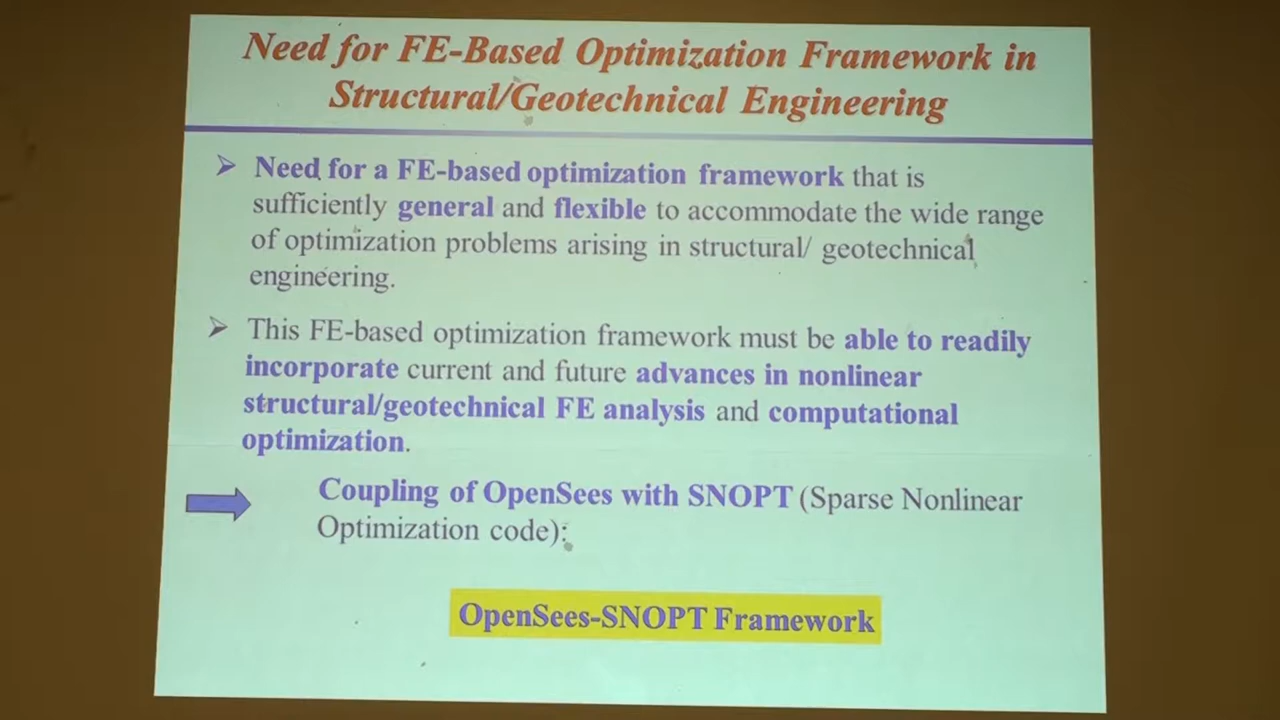 Need for FE-Based Optimization Framework in
Structural/Geotechnical Engineering
Need for a FE-based optimization framework that is
sufficiently general and flexible to accommodate the wide range
of optimization problems arising in structural/ geotechnical
engineering.
This FE-based optimization framework must be able to readily
incorporate current and future advances in nonlinear
structural/geotechnical FE analysis and computational
optimization.
Coupling of OpenSees with SNOPT (Sparse Nonlinear
Optimization code):
OpenSees-SNOPT Framework